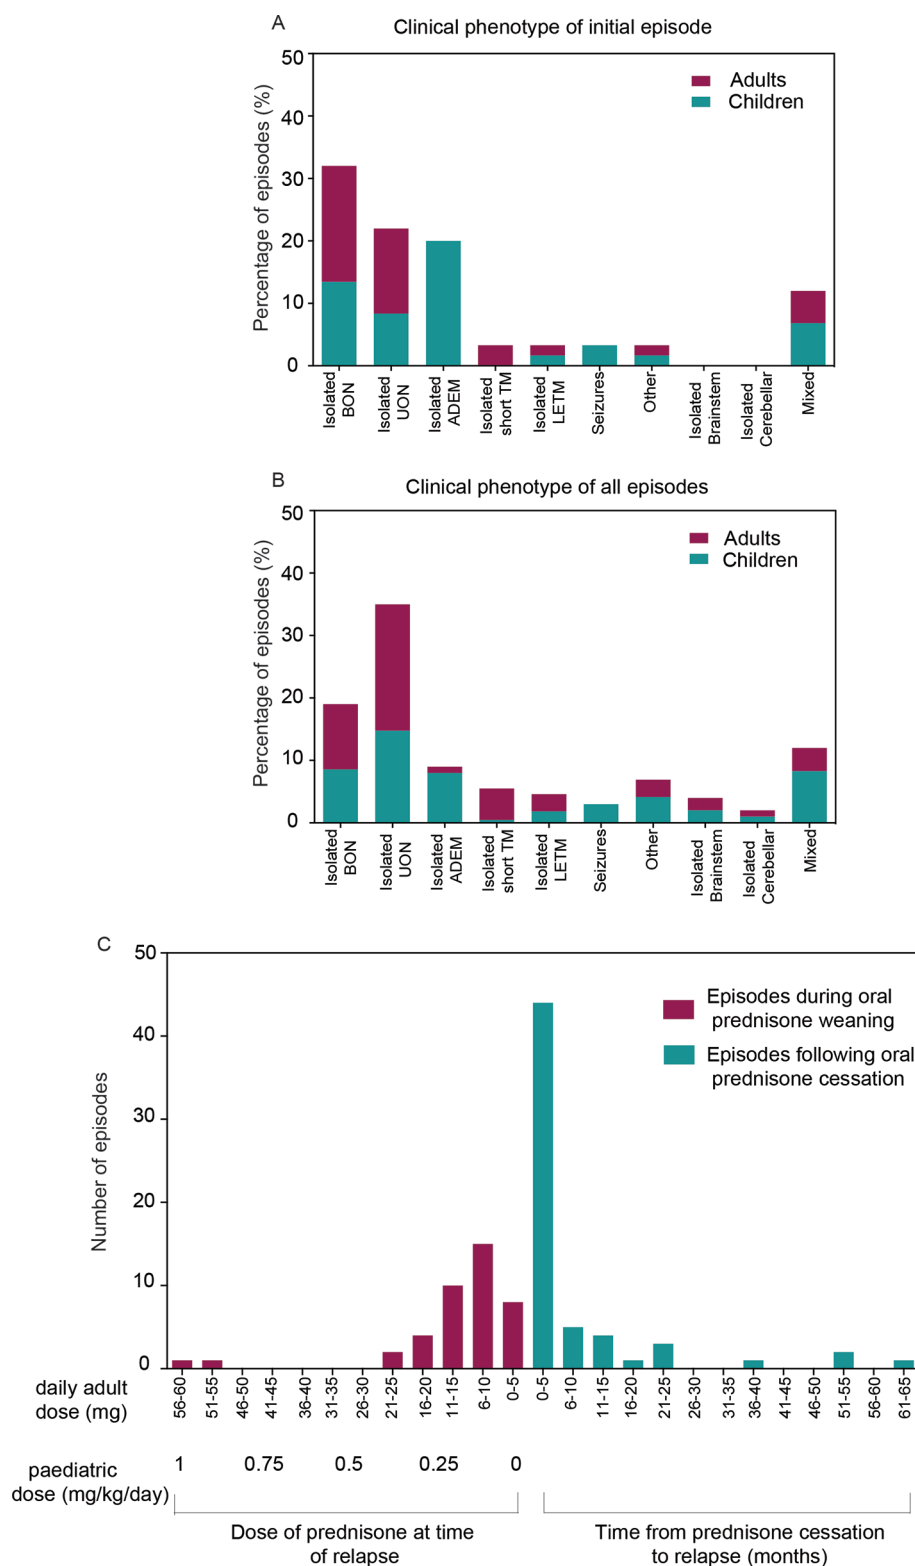 A
Clinical phenotype of initial episode
Percentage of episodes (%)
50
40
30
20
10
0
Adults
Children
Isolated
BON
Isolated
UON
Isolated
ADEM
Isolated
short TM
Isolated
LETM
Seizures
Other
Isolated
Brainstem
Isolated
Cerebellar
Mixed
B
Clinical phenotype of all episodes
Percentage of episodes (%)
50
40
30
20
10
0
Adults
Children
Isolated
BON
Isolated
UON
Isolated
ADEM
Isolated
short TM
Isolated
LETM
Seizures
Other
Isolated
Brainstem
Isolated
Cerebellar
Mixed
C
Number of episodes
50
40
30
20
10
0
Episodes during oral
prednisone weaning
Episodes following oral
prednisone cessation
daily adult
dose (mg)
56-60
51-55
46-50
41-45
36-40
31-35
26-30
21-25
16-20
11-15
6-10
0-5
0-5
6-10
11-15
16-20
21-25
26-30
31-35
36-40
41-45
46-50
51-55
56-60
61-65
paediatric
dose (mg/kg/day)
1 0.75 0.5 0.25 0
Dose of prednisone at time
of relapse
Time from prednisone cessation
to relapse (months)